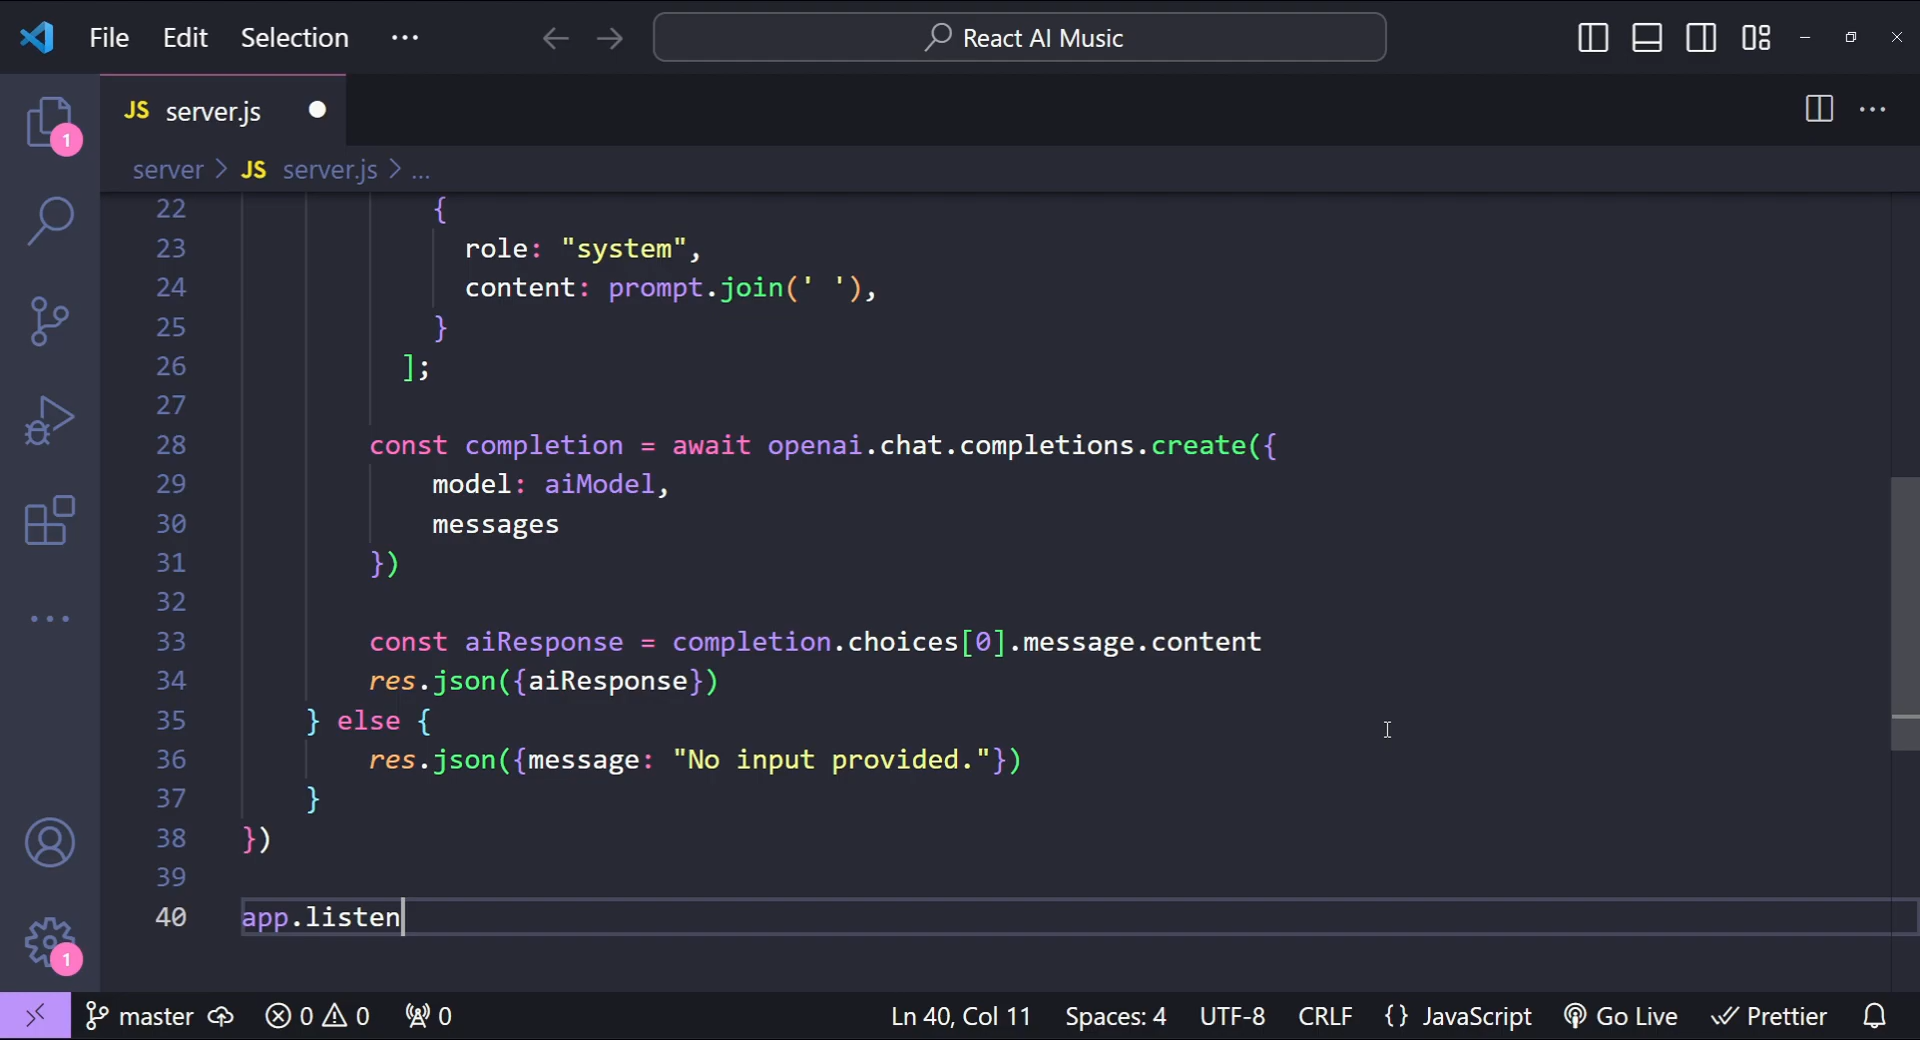 File Edit Selection ··· React AI Music
JS server.js
server > JS server.js > ...
22 {
23 role: "system",
24 content: prompt.join(' '),
25 }
26 ];
27
28 const completion = await openai.chat.completions.create({
29 model: aiModel,
30 messages
31 })
32
33 const aiResponse = completion.choices[0].message.content
34 res.json({aiResponse})
35 } else {
36 res.json({message: "No input provided."})
37 }
38 })
39
40 app.listen
1
1
master 0 0 0 Ln 40, Col 11 Spaces: 4 UTF-8 CRLF {} JavaScript Go Live Prettier